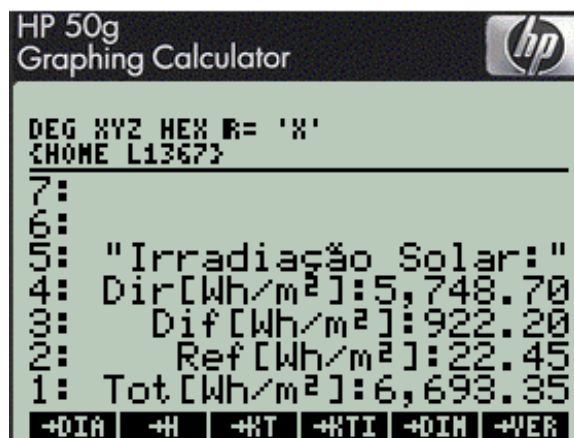 HP 50g
Graphing Calculator
hp
DEG XYZ HEX R= 'X'
{HOME L1367}
7:
6:
5: "Irradiação Solar:"
4: Dir[Wh/m²]:5,748.70
3: Dif[Wh/m²]:922.20
2: Ref[Wh/m²]:22.45
1: Tot[Wh/m²]:6,693.35
→DIA →H →KT →KTI →DIM →VER